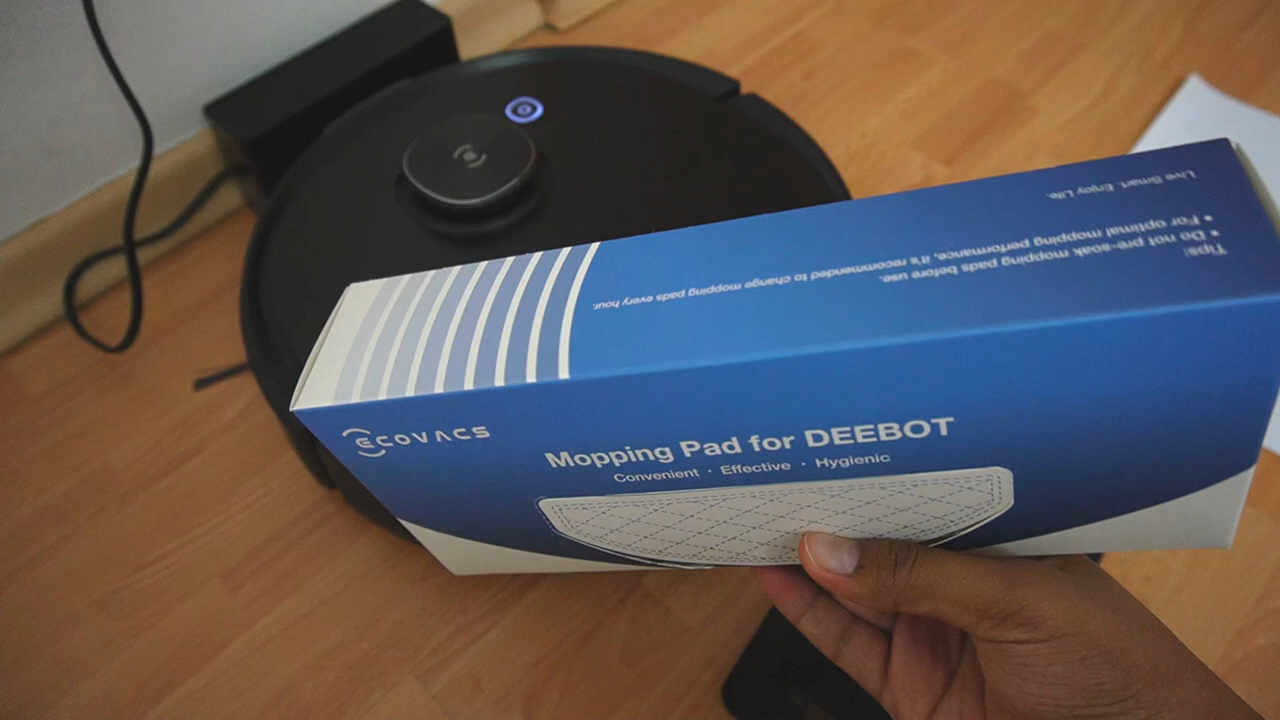 Live Smart. Enjoy Life.
Tips:
• Do not pre-soak mopping pads before use.
• For optimal mopping performance, it's recommended to change mopping pads every hour.
ECOVACS
Mopping Pad for DEEBOT
Convenient · Effective · Hygienic